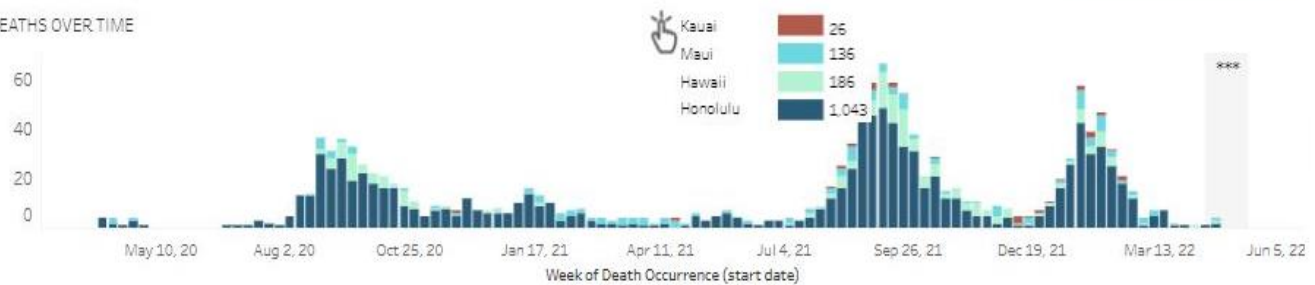 EATHS OVER TIME
Kauai 26
Maui 136
Hawaii 186
Honolulu 1,043
***
60
40
20
0
May 10, 20 Aug 2, 20 Oct 25, 20 Jan 17, 21 Apr 11, 21 Jul 4, 21 Sep 26, 21 Dec 19, 21 Mar 13, 22 Jun 5, 22
Week of Death Occurrence (start date)